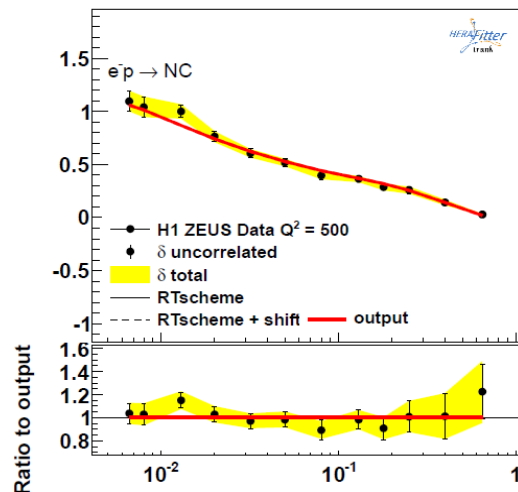 HERAFitter
trunk
e⁻p → NC
1.5
1
0.5
0
-0.5
-1
H1 ZEUS Data Q² = 500
δ uncorrelated
δ total
RTscheme
RTscheme + shift
output
Ratio to output
1.6
1.4
1.2
1
0.8
10⁻²
10⁻¹
1